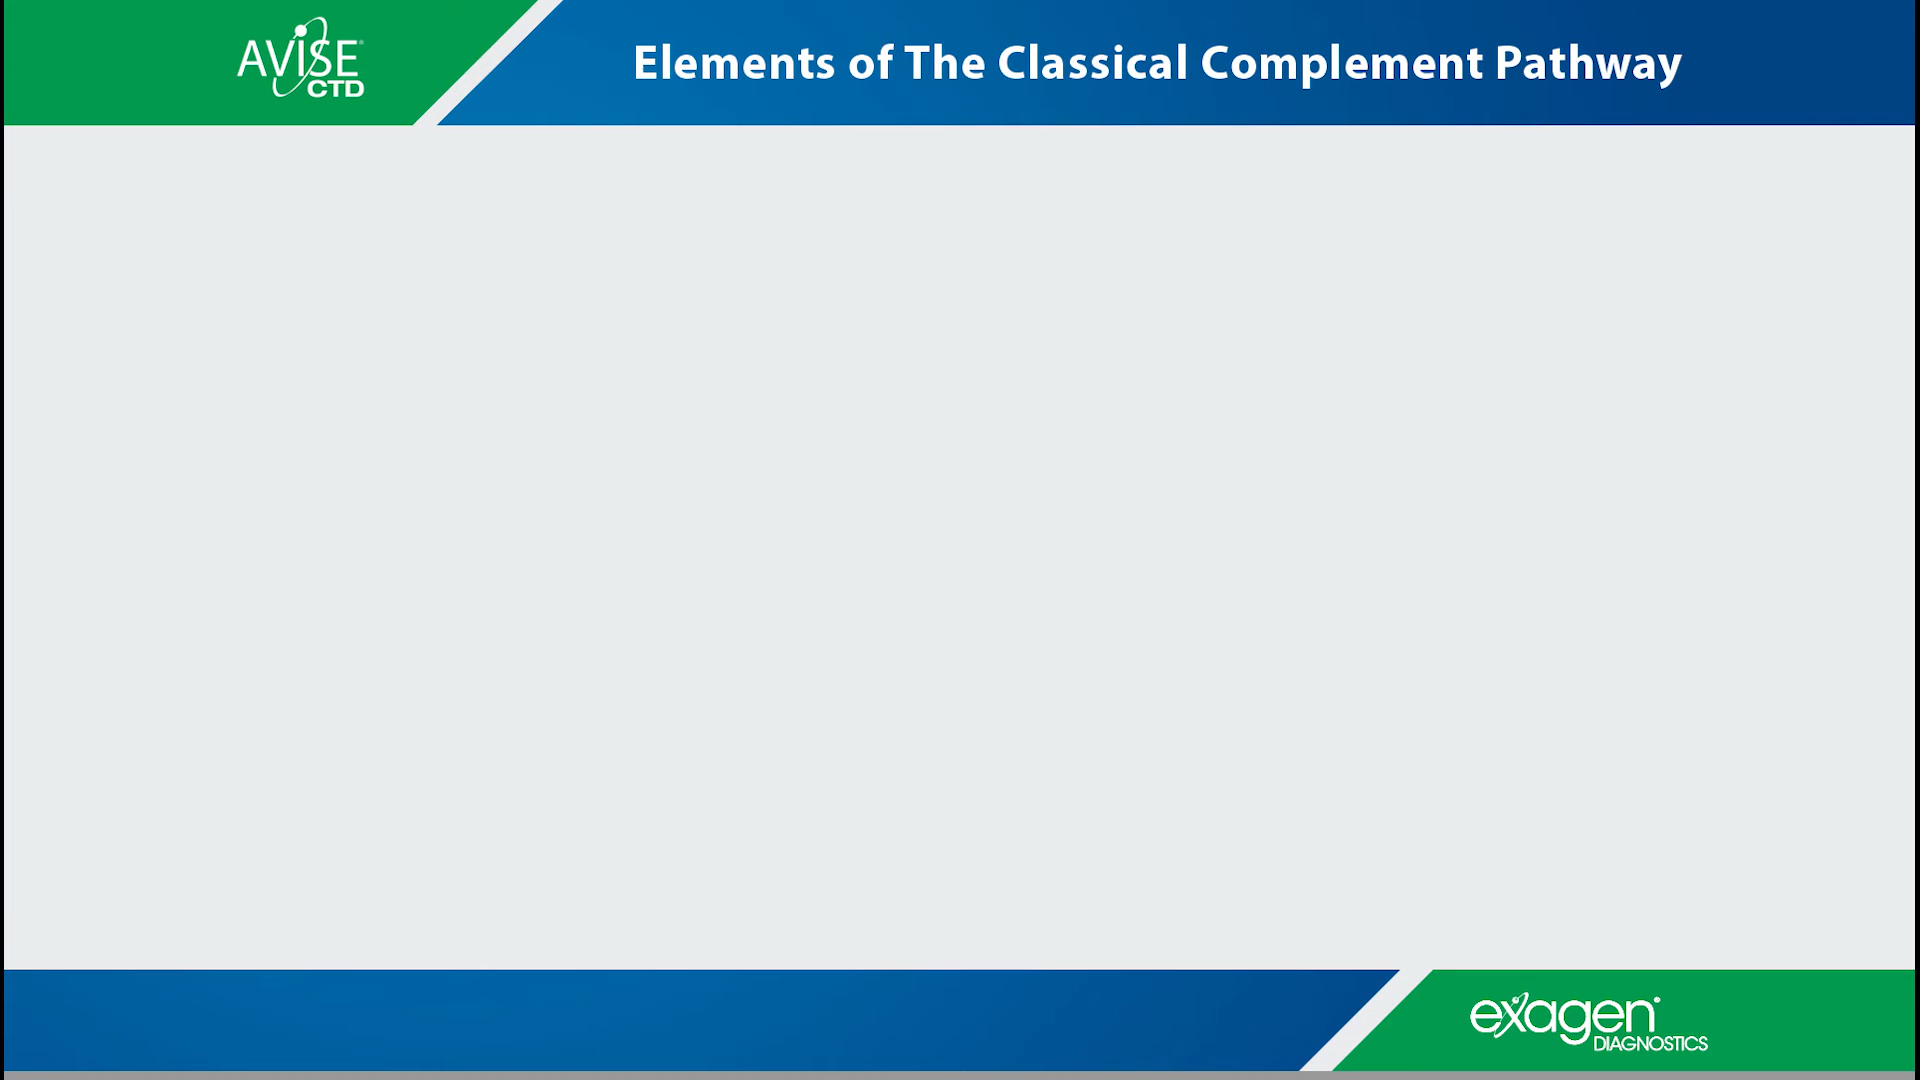 AVISE
CTD
Elements of The Classical Complement Pathway
exagen
DIAGNOSTICS